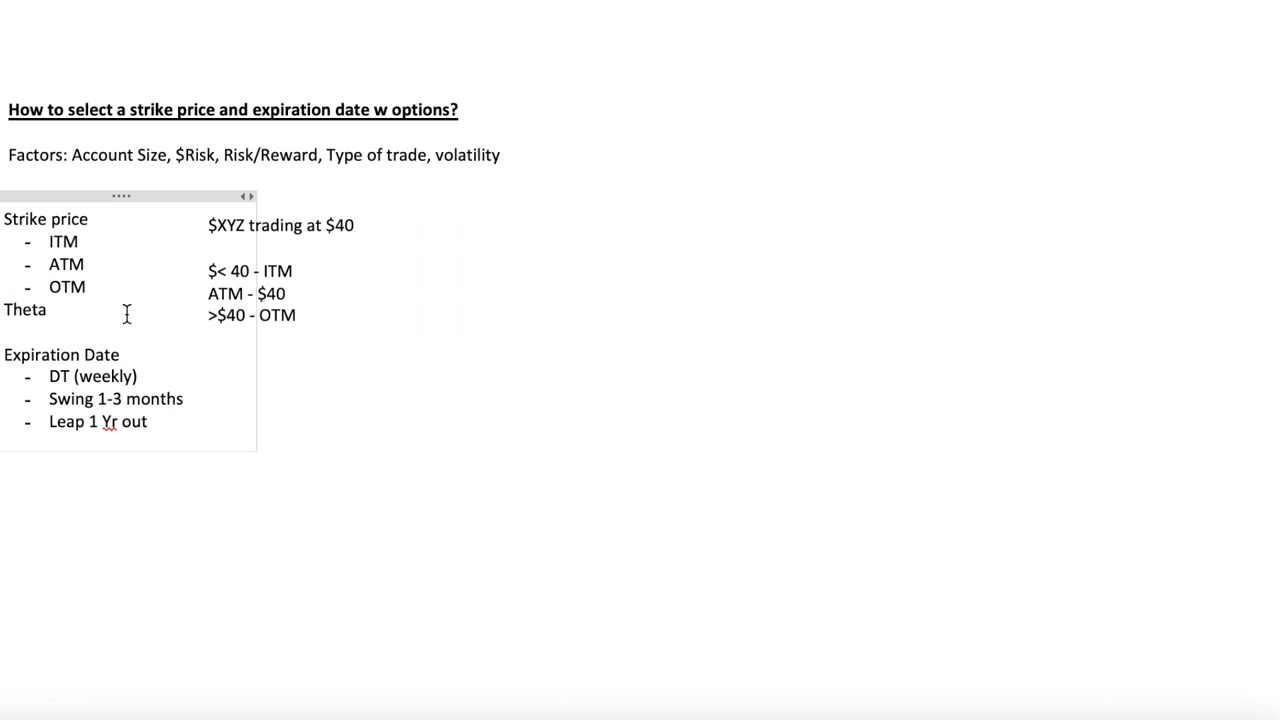 How to select a strike price and expiration date w options?
Factors: Account Size, $Risk, Risk/Reward, Type of trade, volatility
Strike price
- ITM
- ATM
- OTM
Theta
Expiration Date
- DT (weekly)
- Swing 1-3 months
- Leap 1 Yr out
$XYZ trading at $40
$< 40 - ITM
ATM - $40
>$40 - OTM